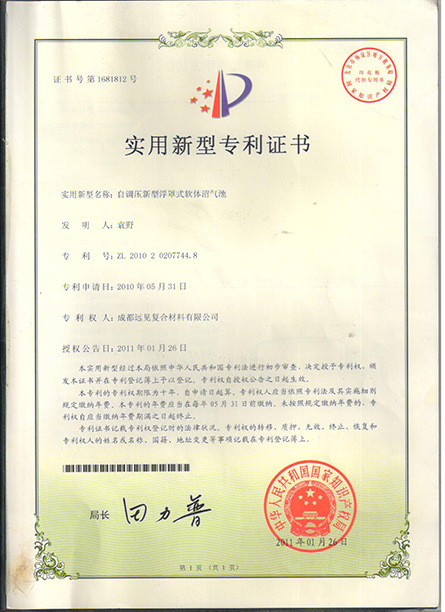 证书号第1681812号
实用新型专利证书
实用新型名称：自调压新型浮罩式软体沼气池
发明人：袁野
专利号：ZL 2010 2 0207744.8
专利申请日：2010年05月31日
专利权人：成都远见复合材料有限公司
授权公告日：2011年01月26日
本实用新型经过本局依照中华人民共和国专利法进行初步审查，决定授予专利权，
颁发本证书并在专利登记簿上予以登记。专利权自授权公告之日起生效。
本专利的专利权期限为十年，自申请日起算。专利权人应当依照专利法及其实施细则
规定缴纳年费。本专利的年费应当在每年05月31日前缴纳。未按照规定缴纳年费的，专
利权自应当缴纳年费期满之日起终止。
专利证书记载专利权登记时的法律状况。专利权的转移、质押、无效、终止、恢复和
专利权人的姓名或名称、国籍、地址变更等事项记载在专利登记簿上。
局长
田力普
中华人民共和国国家知识产权局
2011年01月26日
第1页（共1页）